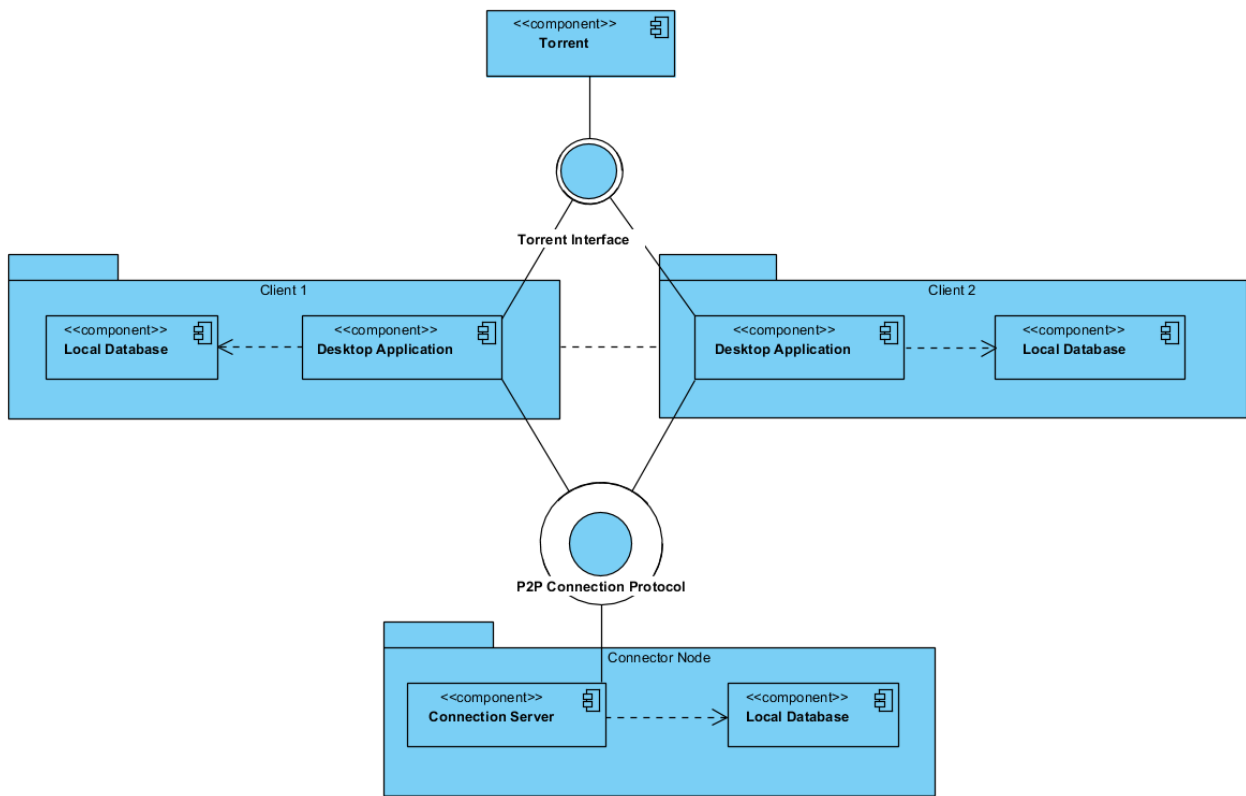 <<component>>
Torrent
Torrent Interface
Client 1
<<component>>
Local Database
<<component>>
Desktop Application
Client 2
<<component>>
Desktop Application
<<component>>
Local Database
P2P Connection Protocol
Connector Node
<<component>>
Connection Server
<<component>>
Local Database